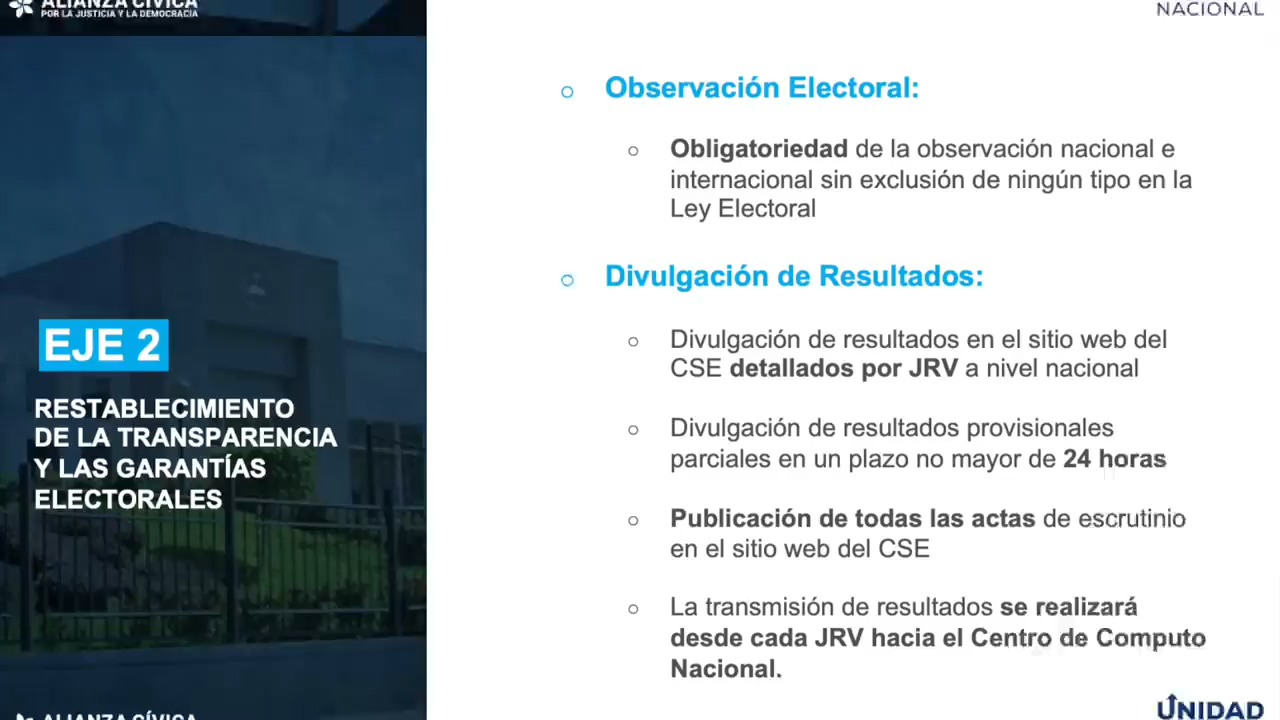 ALIANZA CÍVICA
POR LA JUSTICIA Y LA DEMOCRACIA
NACIONAL
EJE 2
RESTABLECIMIENTO
DE LA TRANSPARENCIA
Y LAS GARANTÍAS
ELECTORALES
Observación Electoral:
Obligatoriedad de la observación nacional e
internacional sin exclusión de ningún tipo en la
Ley Electoral
Divulgación de Resultados:
Divulgación de resultados en el sitio web del
CSE detallados por JRV a nivel nacional
Divulgación de resultados provisionales
parciales en un plazo no mayor de 24 horas
Publicación de todas las actas de escrutinio
en el sitio web del CSE
La transmisión de resultados se realizará
desde cada JRV hacia el Centro de Computo
Nacional.
ALIANZA CÍVICA
UNIDAD